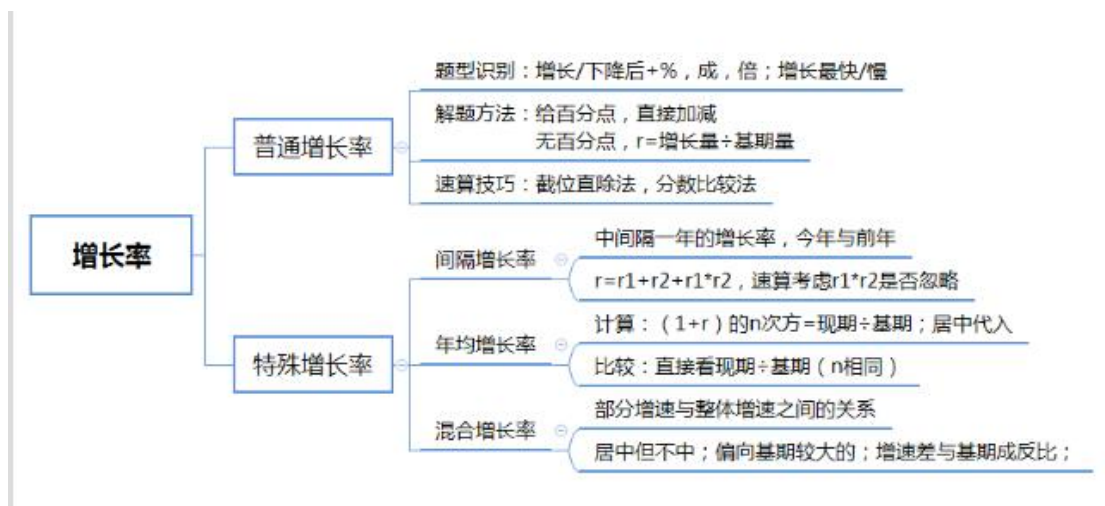 增长率
普通增长率
题型识别：增长/下降后+%，成，倍；增长最快/慢
解题方法：给百分点，直接加减
无百分点，r=增长量÷基期量
速算技巧：截位直除法，分数比较法
特殊增长率
间隔增长率
中间隔一年的增长率，今年与前年
r=r1+r2+r1*r2，速算考虑r1*r2是否忽略
年均增长率
计算：（1+r）的n次方=现期÷基期；居中代入
比较：直接看现期÷基期（n相同）
混合增长率
部分增速与整体增速之间的关系
居中但不中；偏向基期较大的；增速差与基期成反比；